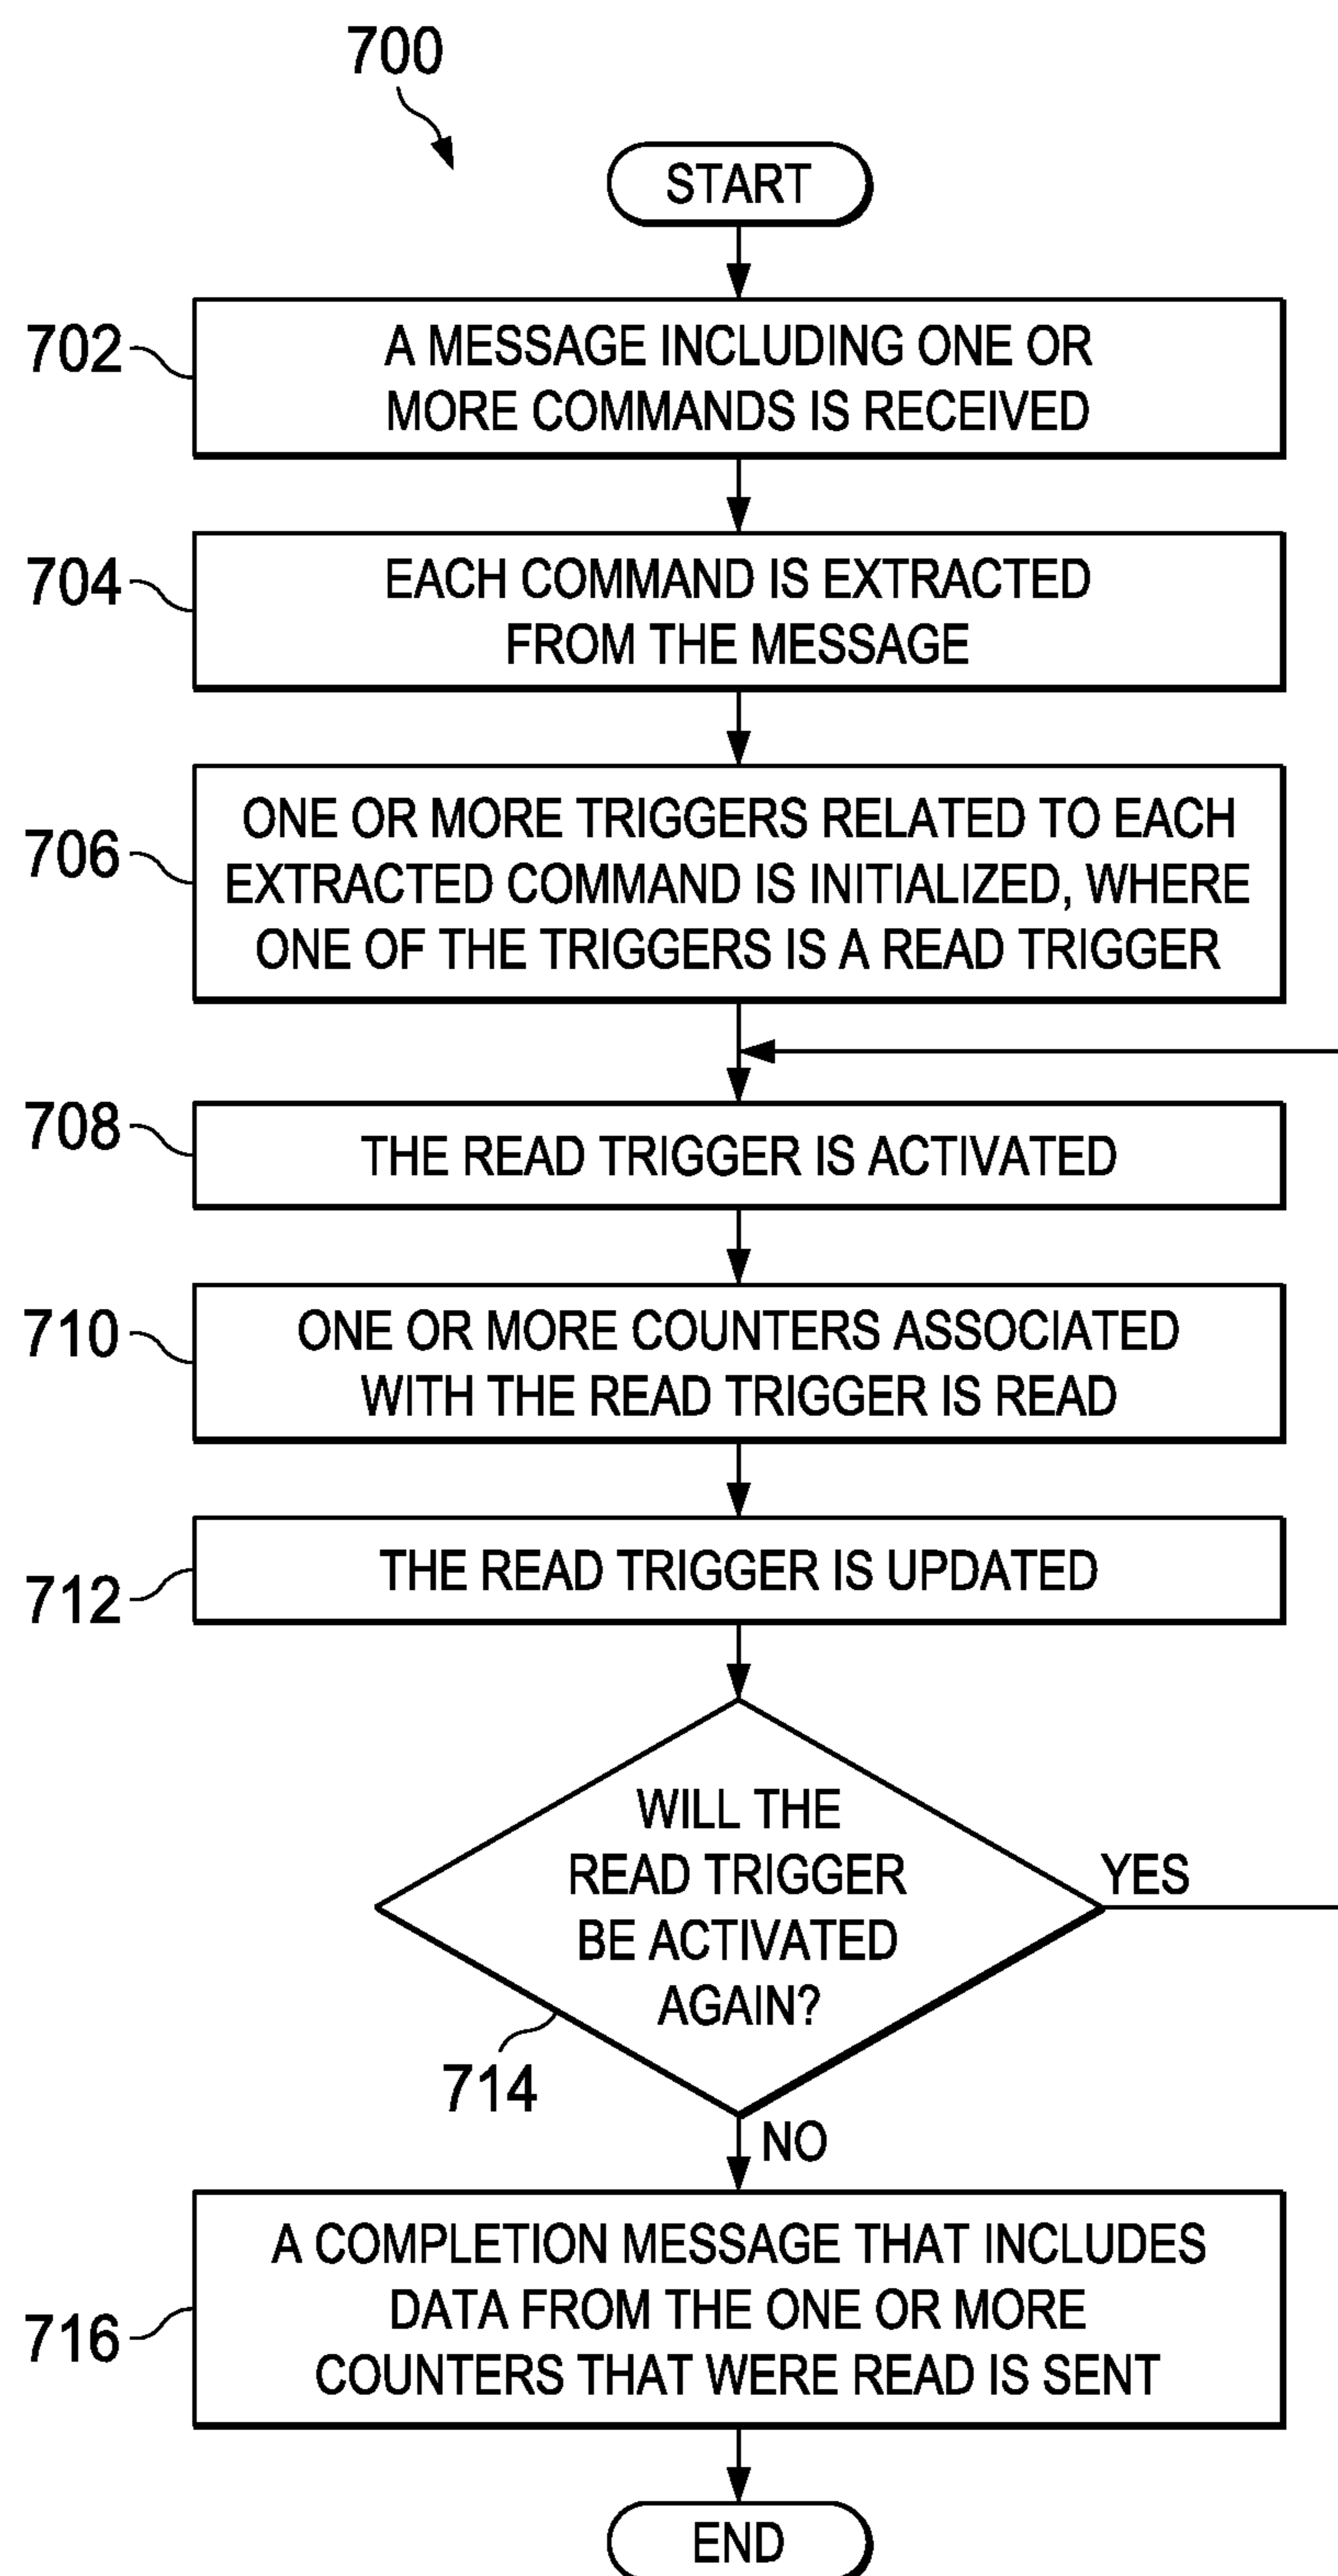 700
START
702
A MESSAGE INCLUDING ONE OR
MORE COMMANDS IS RECEIVED
704
EACH COMMAND IS EXTRACTED
FROM THE MESSAGE
706
ONE OR MORE TRIGGERS RELATED TO EACH
EXTRACTED COMMAND IS INITIALIZED, WHERE
ONE OF THE TRIGGERS IS A READ TRIGGER
708
THE READ TRIGGER IS ACTIVATED
710
ONE OR MORE COUNTERS ASSOCIATED
WITH THE READ TRIGGER IS READ
712
THE READ TRIGGER IS UPDATED
WILL THE
READ TRIGGER
BE ACTIVATED
AGAIN?
YES
714
NO
716
A COMPLETION MESSAGE THAT INCLUDES
DATA FROM THE ONE OR MORE
COUNTERS THAT WERE READ IS SENT
END